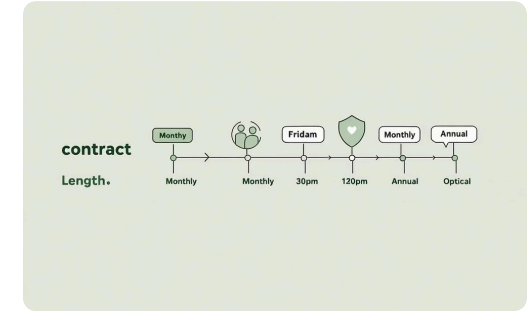 Monthy
Fridam
Monthly
Annual
contract
Length.
Monthly
Monthly
30pm
120pm
Annual
Optical